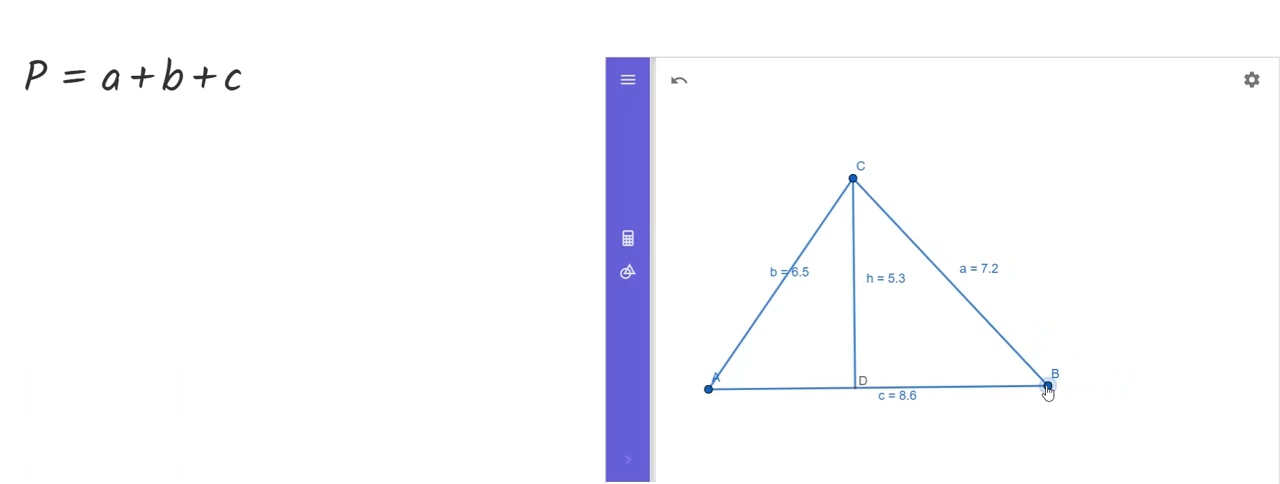 P = a + b + c
C
b = 6.5
h = 5.3
a = 7.2
A
D
B
c = 8.6